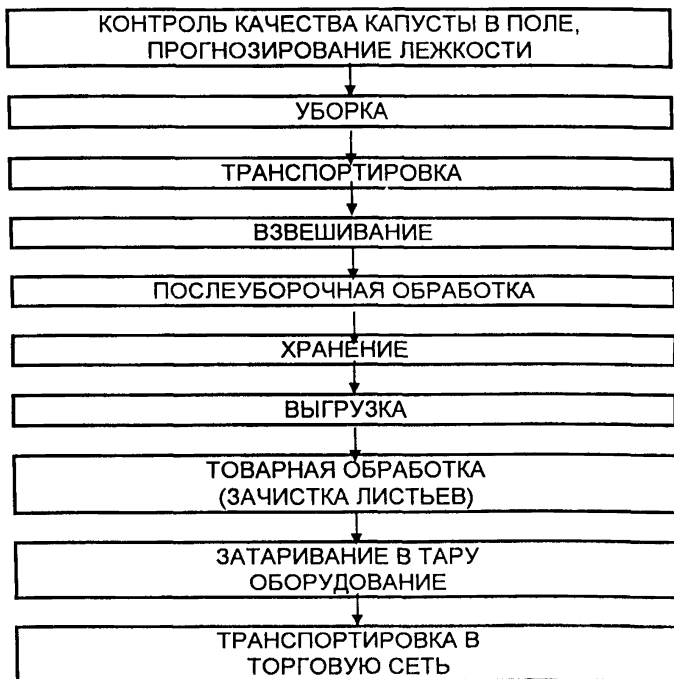 КОНТРОЛЬ КАЧЕСТВА КАПУСТЫ В ПОЛЕ,
ПРОГНОЗИРОВАНИЕ ЛЕЖКОСТИ
УБОРКА
ТРАНСПОРТИРОВКА
ВЗВЕШИВАНИЕ
ПОСЛЕУБОРОЧНАЯ ОБРАБОТКА
ХРАНЕНИЕ
ВЫГРУЗКА
ТОВАРНАЯ ОБРАБОТКА
(ЗАЧИСТКА ЛИСТЬЕВ)
ЗАТАРИВАНИЕ В ТАРУ
ОБОРУДОВАНИЕ
ТРАНСПОРТИРОВКА В
ТОРГОВУЮ СЕТЬ